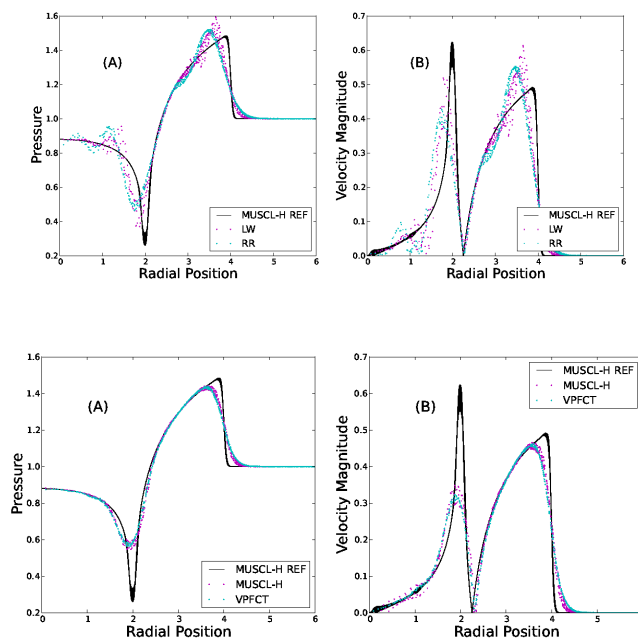 1.6
1.4
1.2
1.0
0.8
0.6
0.4
0.2
Pressure
(A)
MUSCL-H REF
LW
RR
0 1 2 3 4 5 6
Radial Position
0.7
0.6
0.5
0.4
0.3
0.2
0.1
0.0
Velocity Magnitude
(B)
MUSCL-H REF
LW
RR
0 1 2 3 4 5 6
Radial Position
1.6
1.4
1.2
1.0
0.8
0.6
0.4
0.2
Pressure
(A)
MUSCL-H REF
MUSCL-H
VPFCT
0 1 2 3 4 5 6
Radial Position
0.7
0.6
0.5
0.4
0.3
0.2
0.1
0.0
Velocity Magnitude
(B)
MUSCL-H REF
MUSCL-H
VPFCT
0 1 2 3 4 5
Radial Position